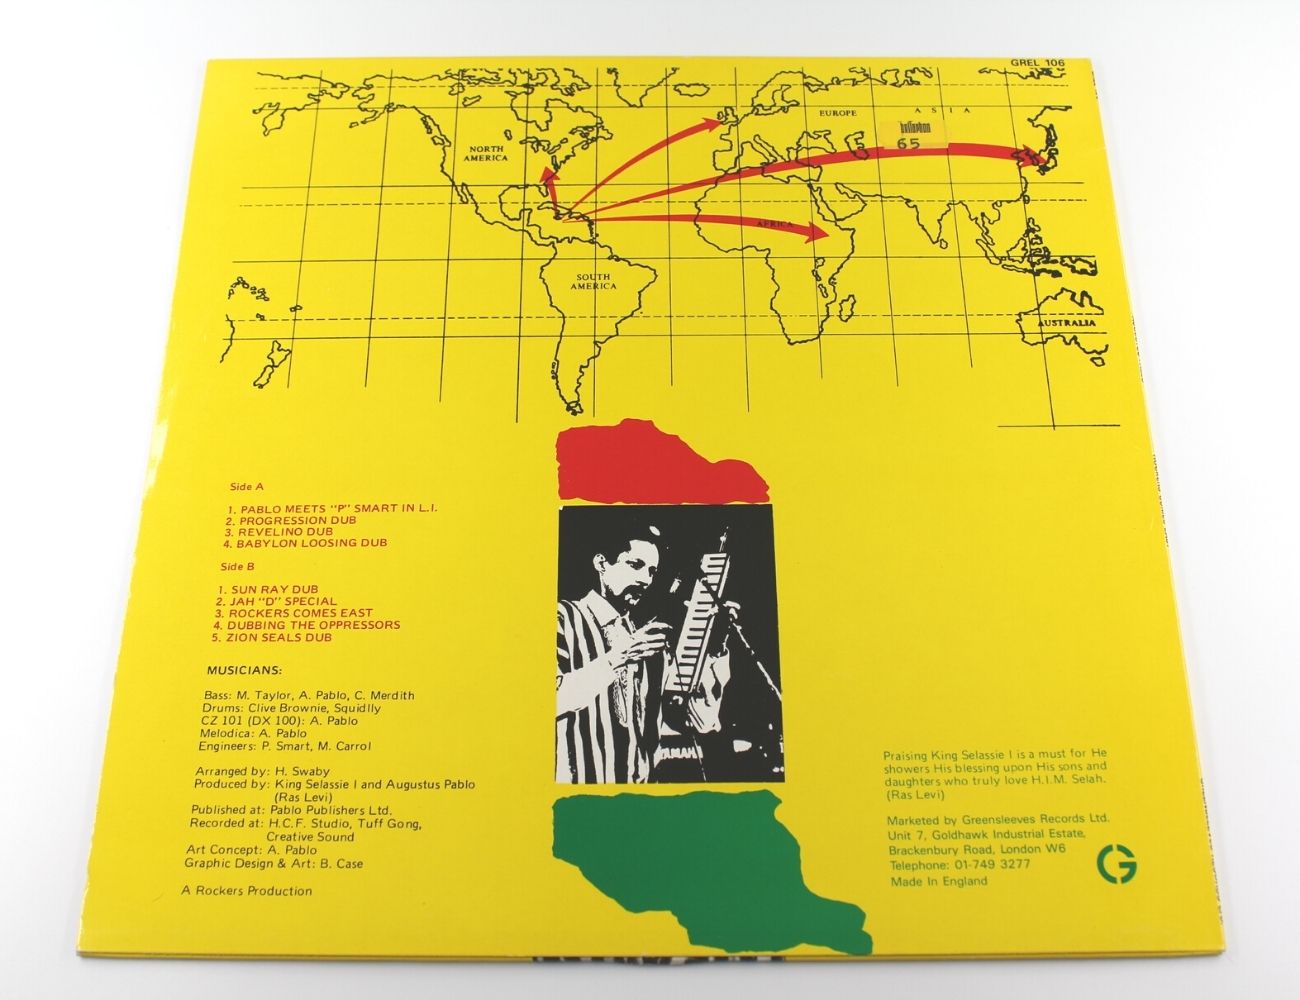 GREL 106
EUROPE
A S I A
bellaphon
65
NORTH
AMERICA
AFRICA
SOUTH
AMERICA
AUSTRALIA
Side A
1. PABLO MEETS "P" SMART IN L.I.
2. PROGRESSION DUB
3. REVELINO DUB
4. BABYLON LOOSING DUB
Side B
1. SUN RAY DUB
2. JAH "D" SPECIAL
3. ROCKERS COMES EAST
4. DUBBING THE OPPRESSORS
5. ZION SEALS DUB
MUSICIANS:
Bass: M. Taylor, A. Pablo, C. Merdith
Drums: Clive Brownie, Squidlly
CZ 101 (DX 100): A. Pablo
Melodica: A. Pablo
Engineers: P. Smart, M. Carrol
Arranged by: H. Swaby
Produced by: King Selassie I and Augustus Pablo
(Ras Levi)
Published at: Pablo Publishers Ltd.
Recorded at: H.C.F. Studio, Tuff Gong,
Creative Sound
Art Concept: A. Pablo
Graphic Design & Art: B. Case
A Rockers Production
YAMAHA
Praising King Selassie I is a must for He
showers His blessing upon His sons and
daughters who truly love H.I.M. Selah.
(Ras Levi)
Marketed by Greensleeves Records Ltd.
Unit 7, Goldhawk Industrial Estate,
Brackenbury Road, London W6
Telephone: 01-749 3277
Made In England
G